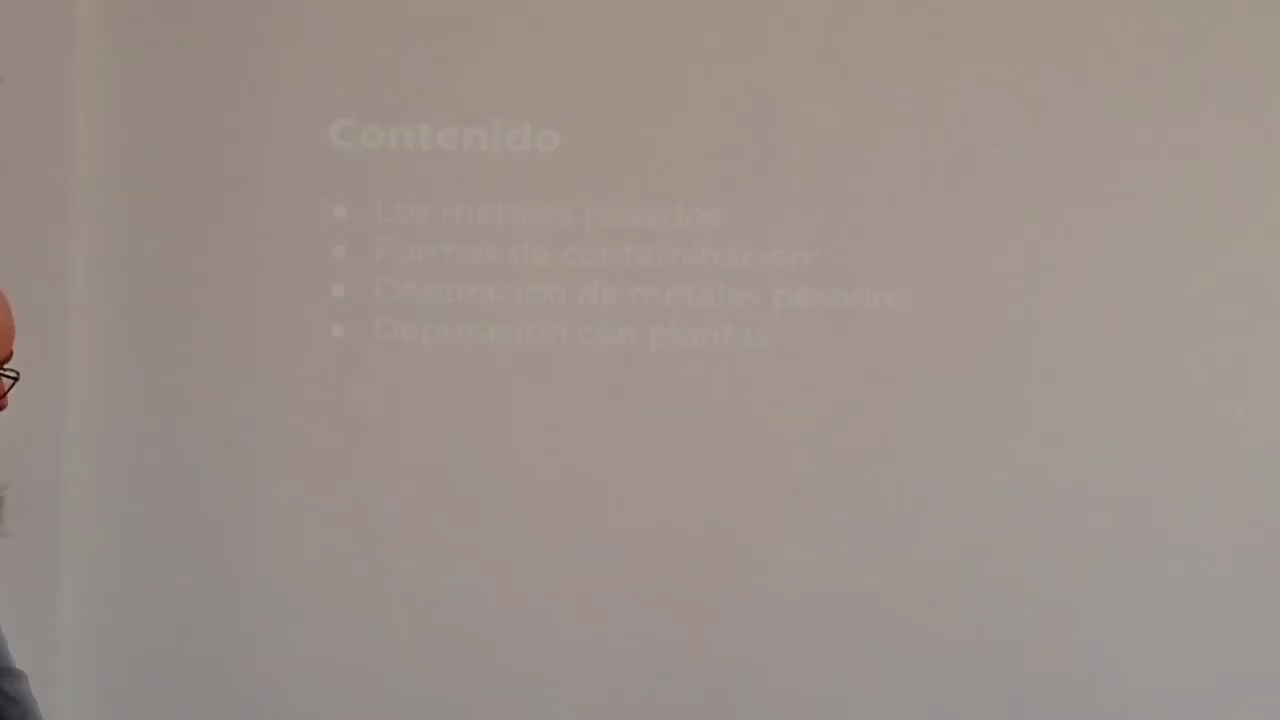 Contenido
Los metales pesados
Formas de contaminación
Depuración de metales pesados
Depuración con plantas